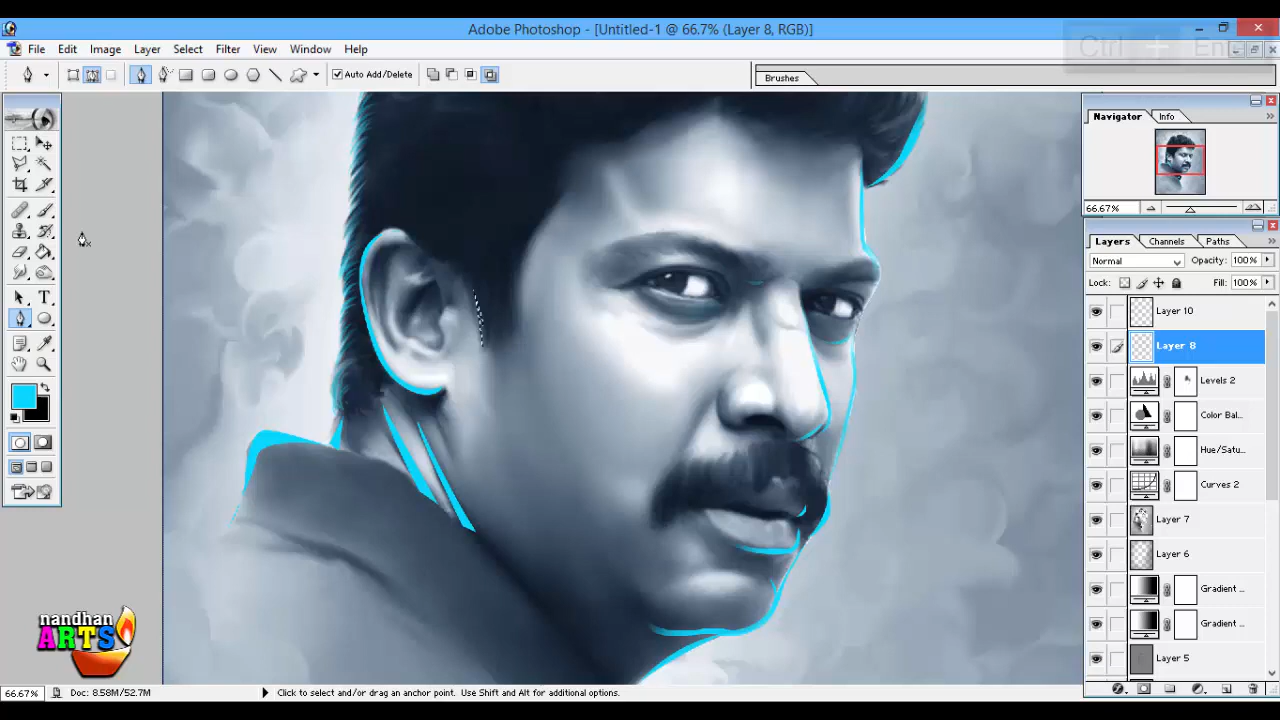 Adobe Photoshop - [Untitled-1 @ 66.7% (Layer 8, RGB)]
Ctrl + Enter
File Edit Image Layer Select Filter View Window Help
Auto Add/Delete
Brushes
Navigator Info
66.67%
Layers Channels Paths
Normal Opacity: 100%
Lock: Fill: 100%
Layer 10
Layer 8
Levels 2
Color Bal...
Hue/Satu...
Curves 2
Layer 7
Layer 6
Gradient ...
Gradient ...
Layer 5
nandhan
ARTS
66.67% Doc: 8.58M/52.7M Click to select and/or drag an anchor point. Use Shift and Alt for additional options.